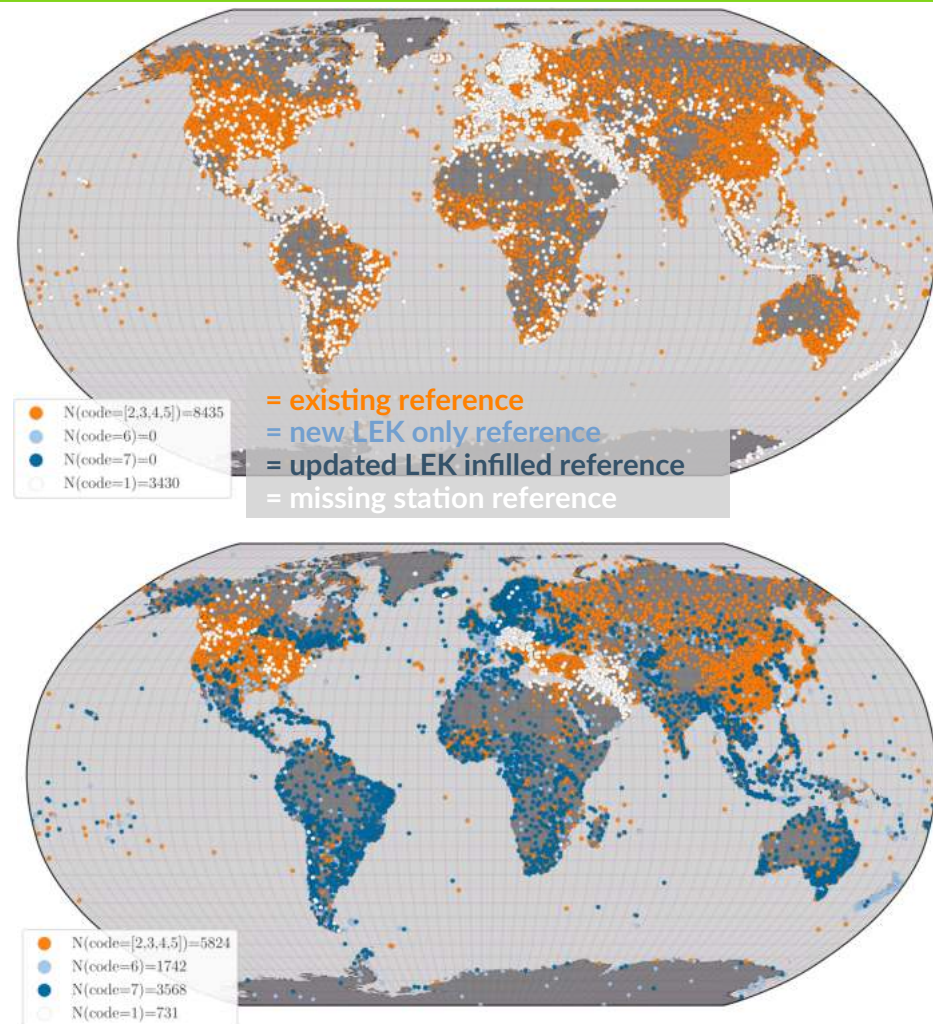 N(code=[2,3,4,5])=8435
N(code=6)=0
N(code=7)=0
N(code=1)=3430
= existing reference
= new LEK only reference
= updated LEK infilled reference
= missing station reference
N(code=[2,3,4,5])=5824
N(code=6)=1742
N(code=7)=3568
N(code=1)=731